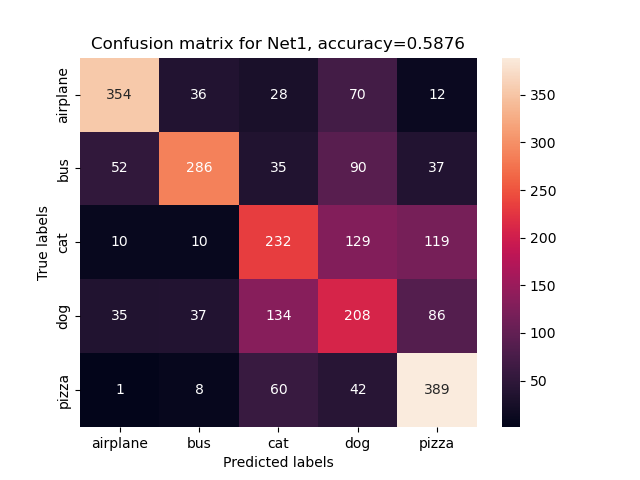 Confusion matrix for Net1, accuracy=0.5876
airplane 354 36 28 70 12
bus 52 286 35 90 37
cat 10 10 232 129 119
dog 35 37 134 208 86
pizza 1 8 60 42 389
airplane bus cat dog pizza
Predicted labels
True labels
350
300
250
200
150
100
50